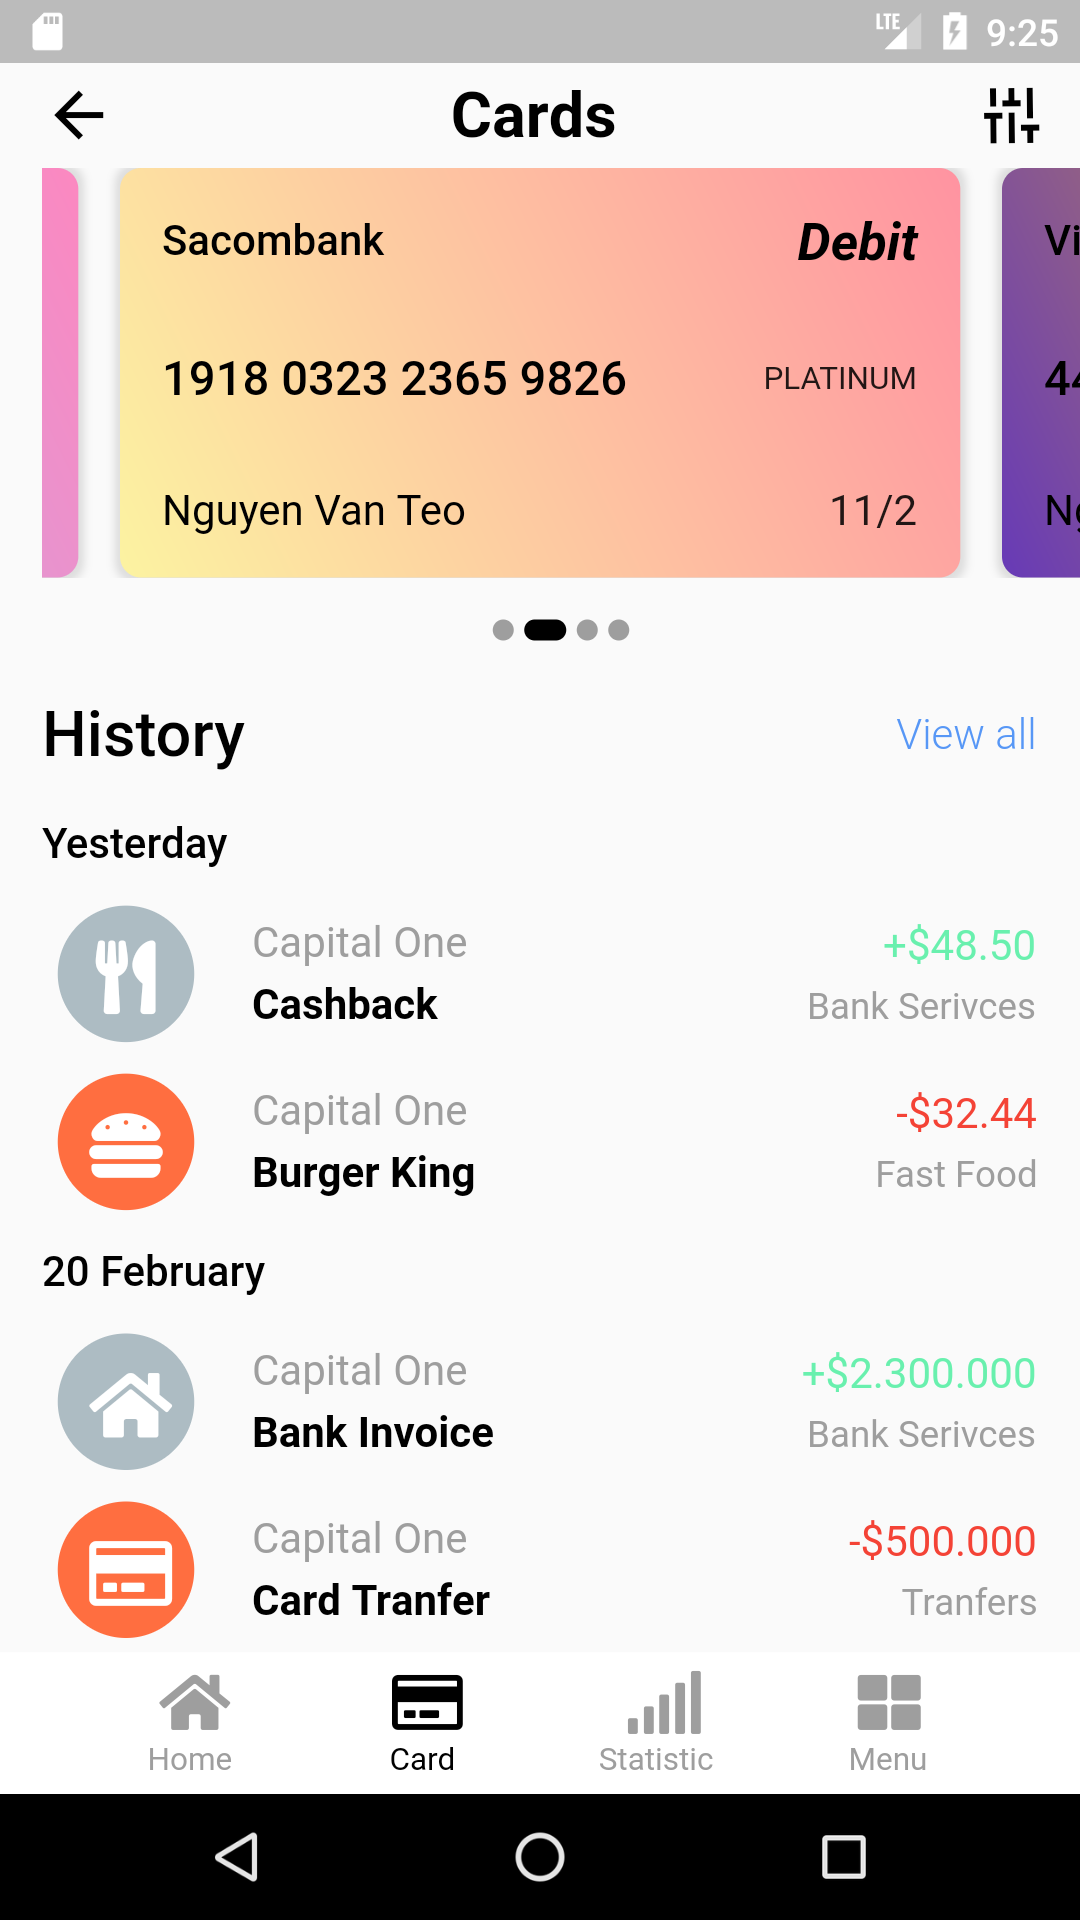 LTE 9:25
Cards
Sacombank Debit Vi
1918 0323 2365 9826 PLATINUM 44
Nguyen Van Teo 11/2 Ng
History View all
Yesterday
Capital One +$48.50
Cashback Bank Serivces
Capital One -$32.44
Burger King Fast Food
20 February
Capital One +$2.300.000
Bank Invoice Bank Serivces
Capital One -$500.000
Card Tranfer Tranfers
Home Card Statistic Menu